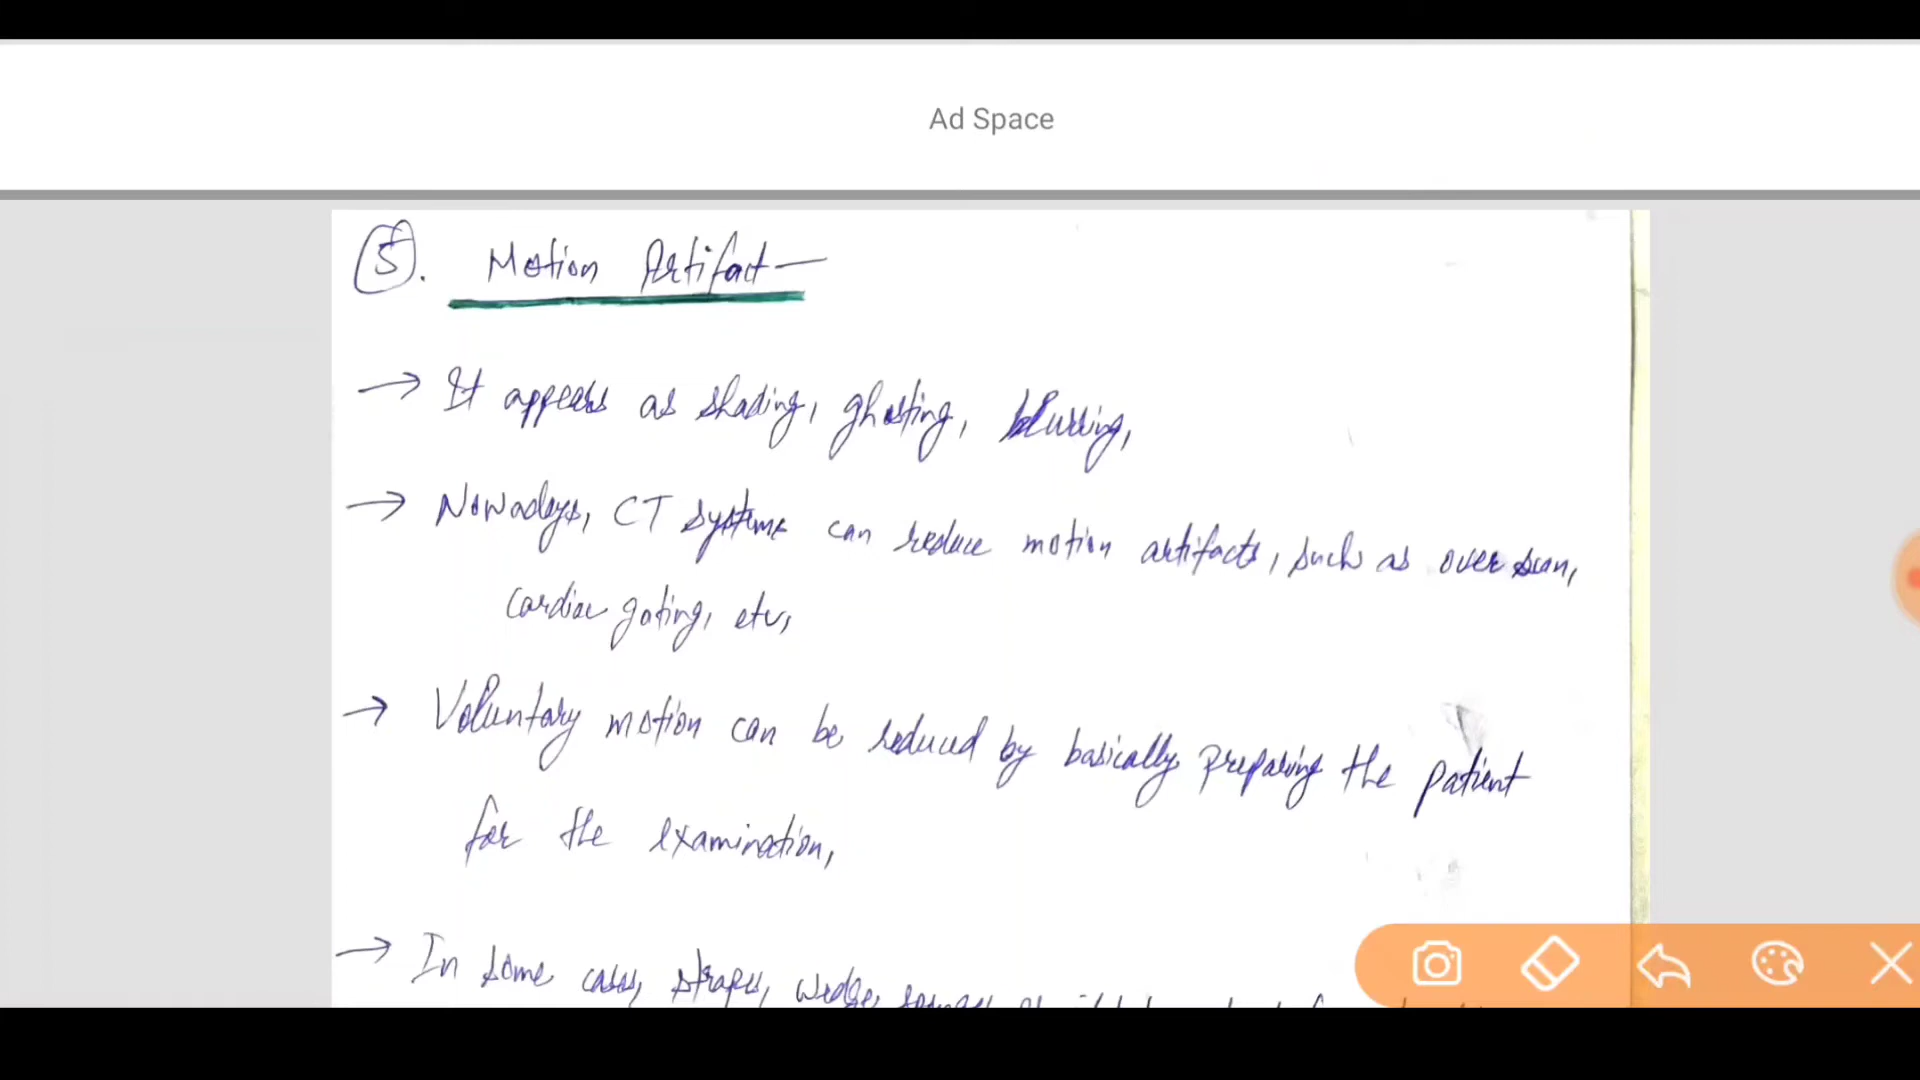 Ad Space
5. Motion Artifact —
→ It appears as shading, ghosting, blurring,
→ Nowadays, CT systems can reduce motion artifacts, such as over scan,
cardiac gating, etc,
→ Voluntary motion can be reduced by basically preparing the patient
for the examination,
→ In some cases, straps, wedge,